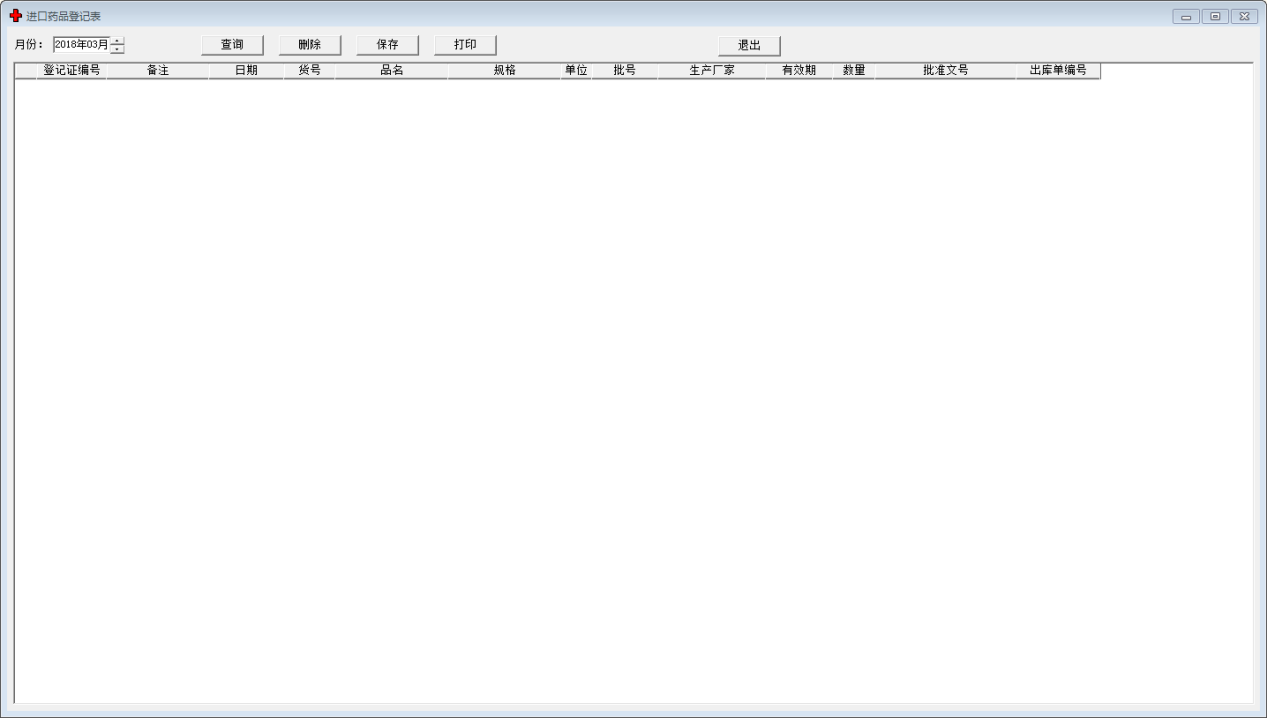 进口药品登记表
月份： 2018年03月 查询 删除 保存 打印 退出
登记证编号 备注 日期 货号 品名 规格 单位 批号 生产厂家 有效期 数量 批准文号 出库单编号